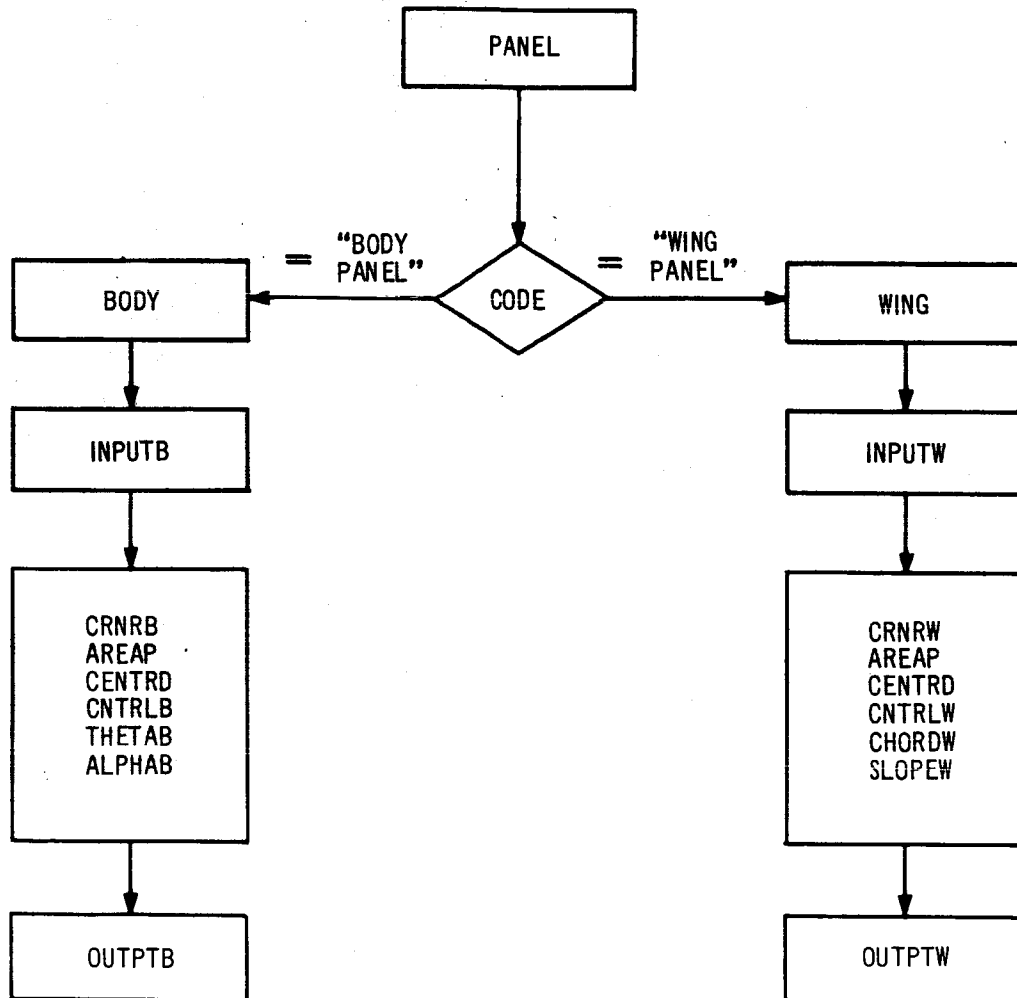 PANEL
= "BODY
PANEL"
= "WING
PANEL"
CODE
BODY
WING
INPUTB
INPUTW
CRNRB
AREAP
CENTRD
CNTRLB
THETAB
ALPHAB
CRNRW
AREAP
CENTRD
CNTRLW
CHORDW
SLOPEW
OUTPTB
OUTPTW